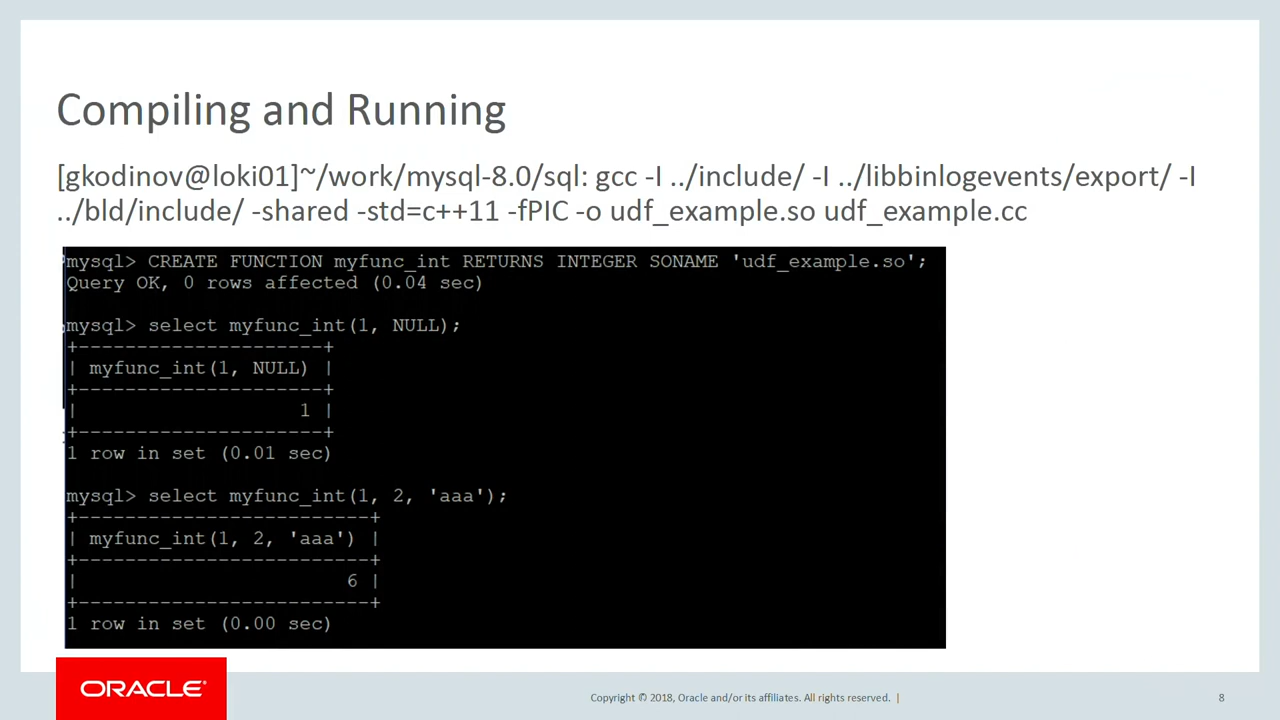 Compiling and Running
[gkodinov@loki01]~/work/mysql-8.0/sql: gcc -I ../include/ -I ../libbinlogevents/export/ -I
../bld/include/ -shared -std=c++11 -fPIC -o udf_example.so udf_example.cc
mysql> CREATE FUNCTION myfunc_int RETURNS INTEGER SONAME 'udf_example.so';
Query OK, 0 rows affected (0.04 sec)
mysql> select myfunc_int(1, NULL);
+---------------------+
| myfunc_int(1, NULL) |
+---------------------+
|                   1 |
+---------------------+
1 row in set (0.01 sec)
mysql> select myfunc_int(1, 2, 'aaa');
+-------------------------+
| myfunc_int(1, 2, 'aaa') |
+-------------------------+
|                       6 |
+-------------------------+
1 row in set (0.00 sec)
ORACLE®
Copyright © 2018, Oracle and/or its affiliates. All rights reserved. |
8